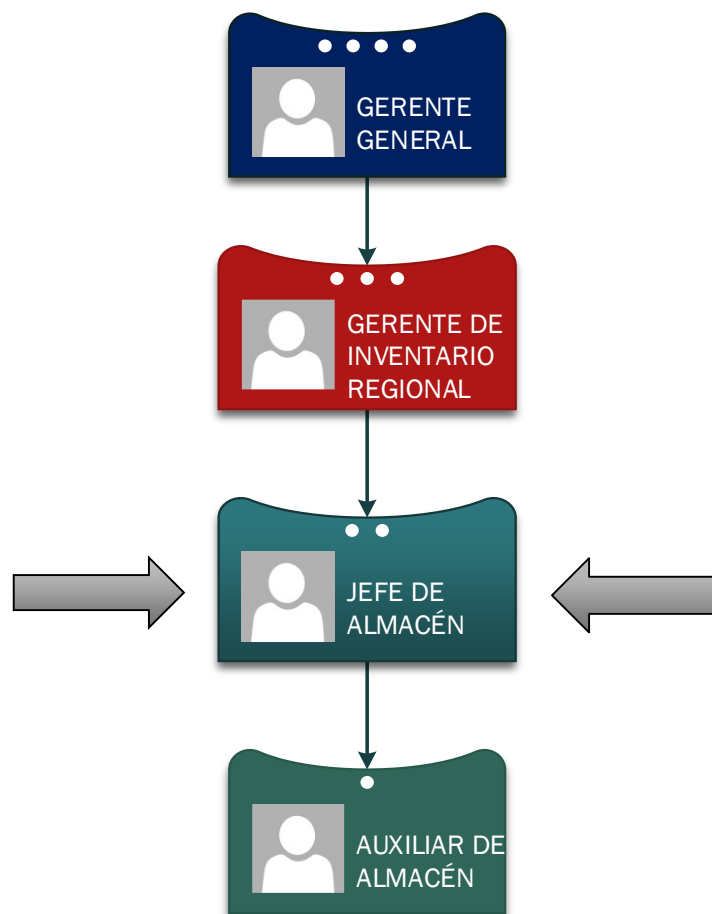 GERENTE
GENERAL
GERENTE DE
INVENTARIO
REGIONAL
JEFE DE
ALMACÉN
AUXILIAR DE
ALMACÉN